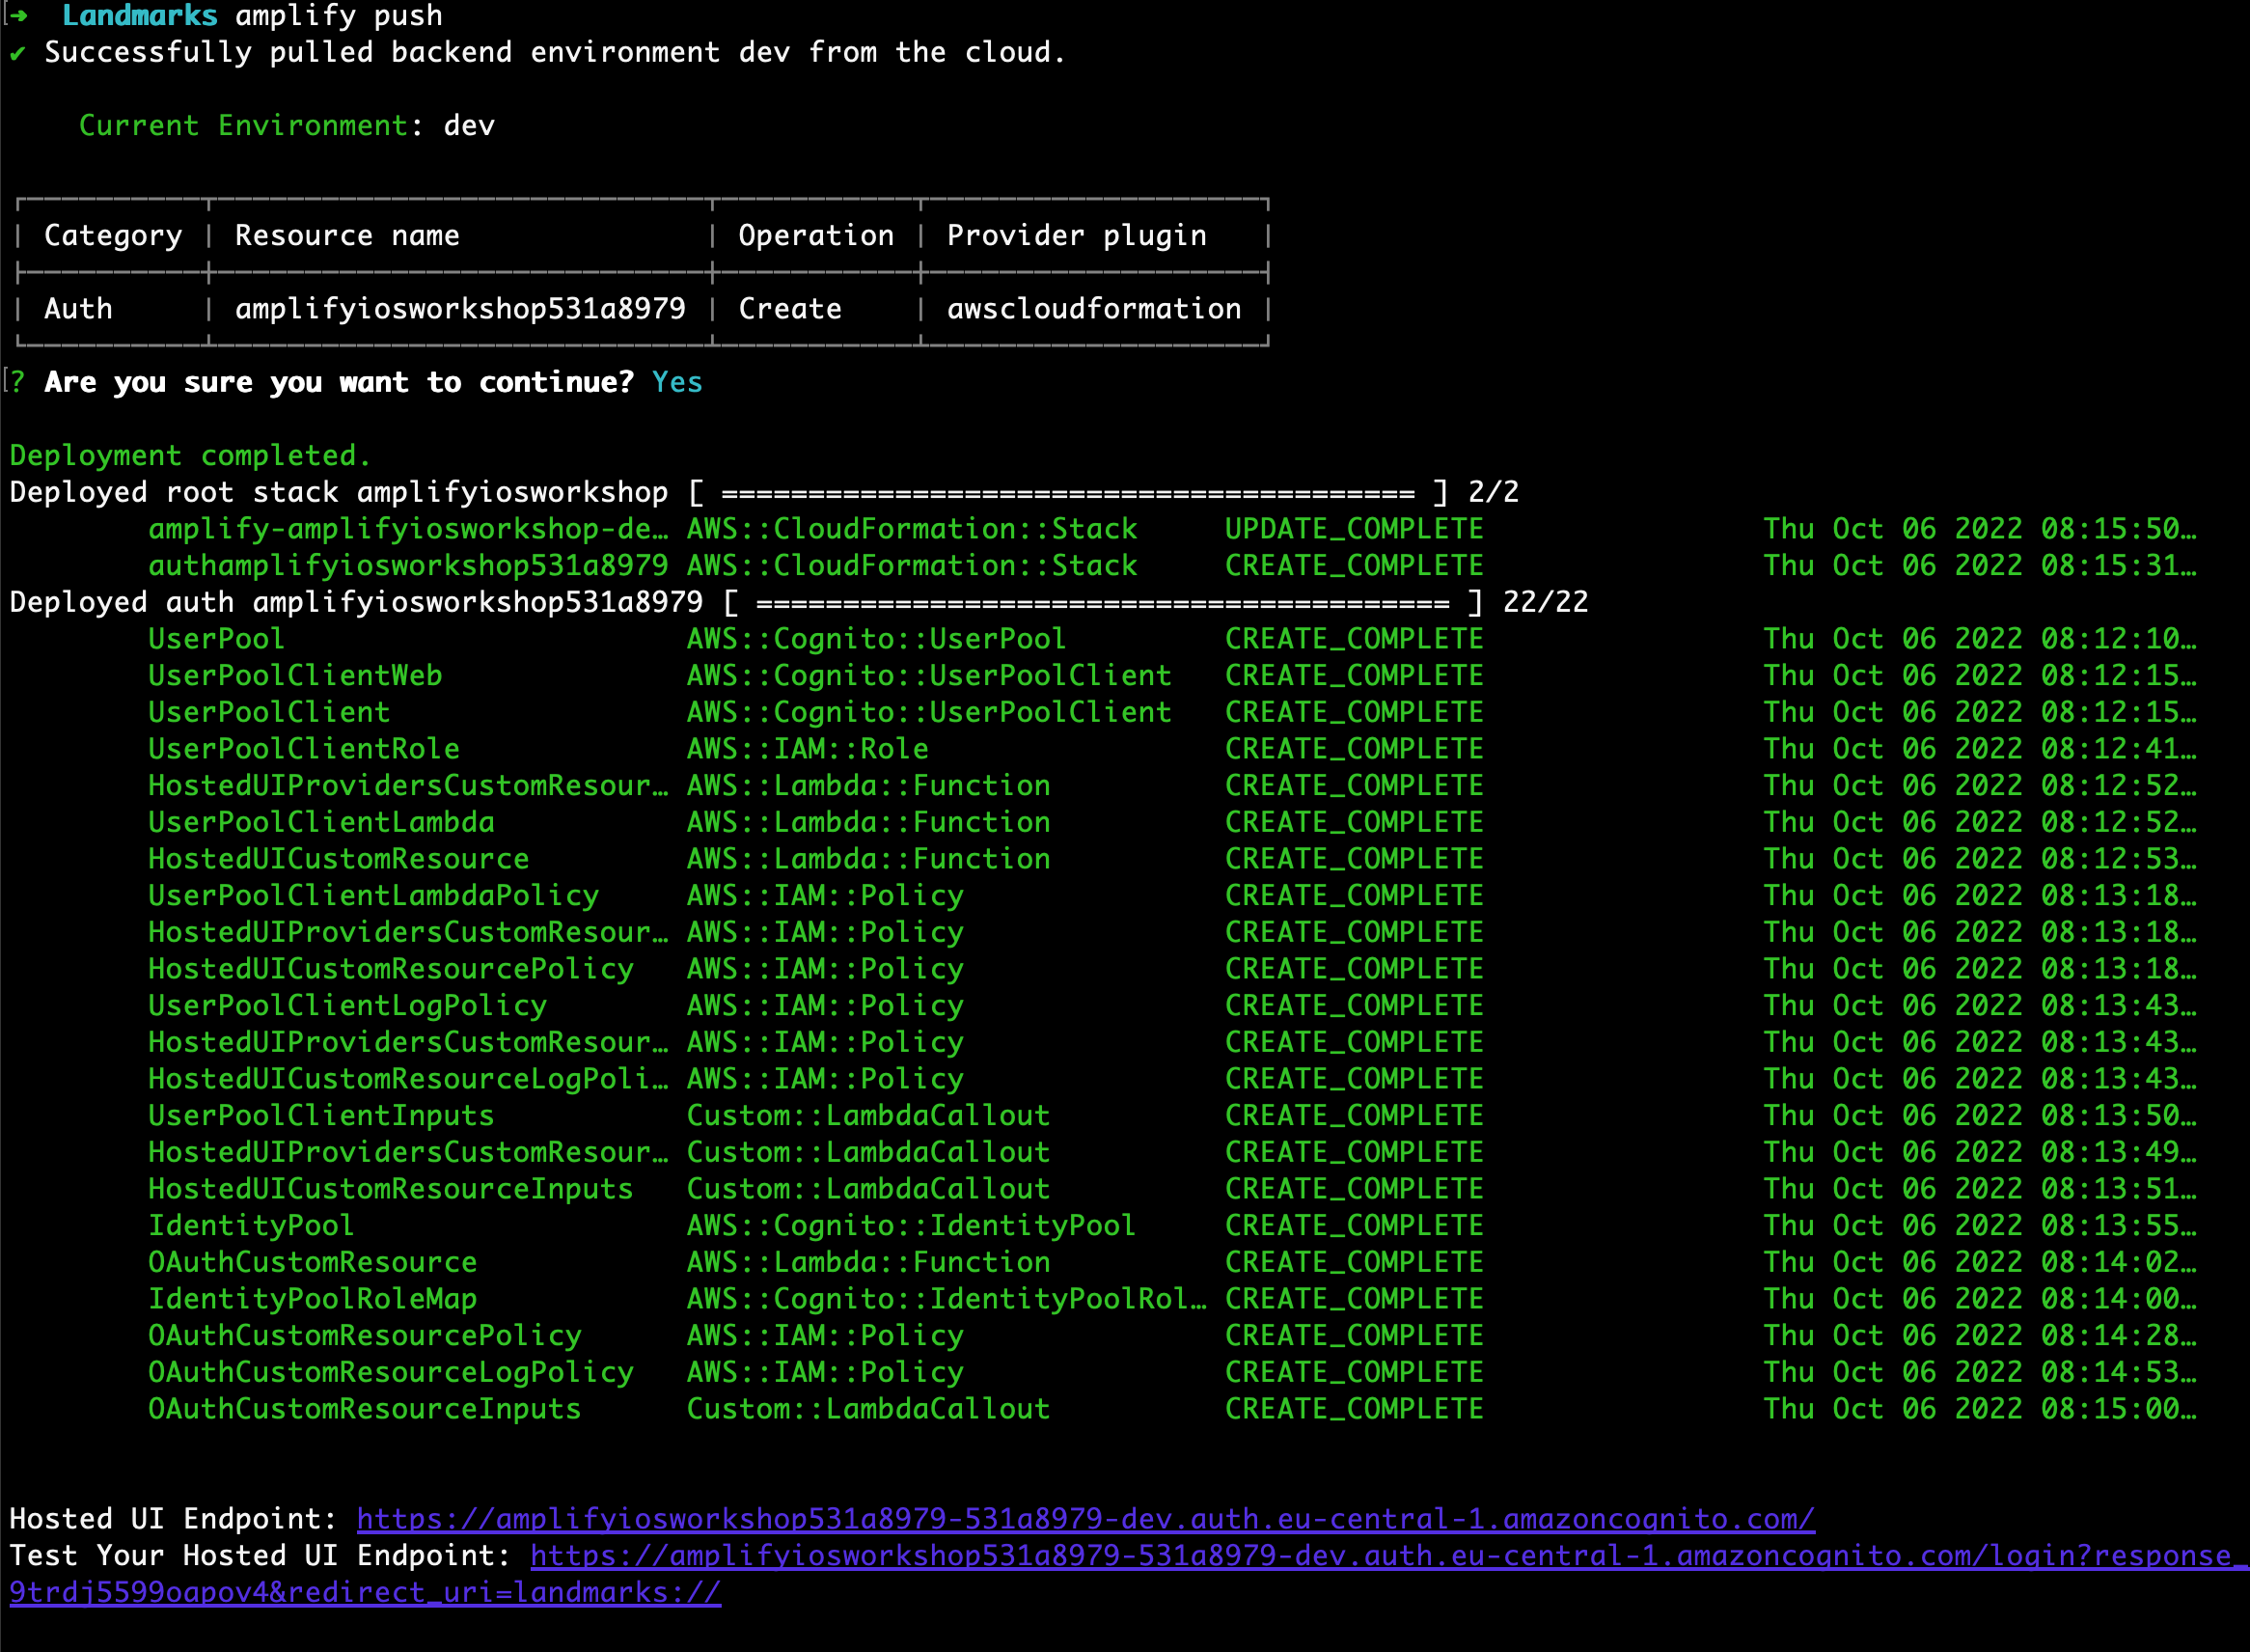 ➜ Landmarks amplify push
✔ Successfully pulled backend environment dev from the cloud.
Current Environment: dev
| Category | Resource name | Operation | Provider plugin |
| Auth | amplifyiosworkshop531a8979 | Create | awscloudformation |
? Are you sure you want to continue? Yes
Deployment completed.
Deployed root stack amplifyiosworkshop [ ======================================== ] 2/2
amplify-amplifyiosworkshop-de… AWS::CloudFormation::Stack UPDATE_COMPLETE Thu Oct 06 2022 08:15:50…
authamplifyiosworkshop531a8979 AWS::CloudFormation::Stack CREATE_COMPLETE Thu Oct 06 2022 08:15:31…
Deployed auth amplifyiosworkshop531a8979 [ ======================================== ] 22/22
UserPool AWS::Cognito::UserPool CREATE_COMPLETE Thu Oct 06 2022 08:12:10…
UserPoolClientWeb AWS::Cognito::UserPoolClient CREATE_COMPLETE Thu Oct 06 2022 08:12:15…
UserPoolClient AWS::Cognito::UserPoolClient CREATE_COMPLETE Thu Oct 06 2022 08:12:15…
UserPoolClientRole AWS::IAM::Role CREATE_COMPLETE Thu Oct 06 2022 08:12:41…
HostedUIProvidersCustomResour… AWS::Lambda::Function CREATE_COMPLETE Thu Oct 06 2022 08:12:52…
UserPoolClientLambda AWS::Lambda::Function CREATE_COMPLETE Thu Oct 06 2022 08:12:52…
HostedUICustomResource AWS::Lambda::Function CREATE_COMPLETE Thu Oct 06 2022 08:12:53…
UserPoolClientLambdaPolicy AWS::IAM::Policy CREATE_COMPLETE Thu Oct 06 2022 08:13:18…
HostedUIProvidersCustomResour… AWS::IAM::Policy CREATE_COMPLETE Thu Oct 06 2022 08:13:18…
HostedUICustomResourcePolicy AWS::IAM::Policy CREATE_COMPLETE Thu Oct 06 2022 08:13:18…
UserPoolClientLogPolicy AWS::IAM::Policy CREATE_COMPLETE Thu Oct 06 2022 08:13:43…
HostedUIProvidersCustomResour… AWS::IAM::Policy CREATE_COMPLETE Thu Oct 06 2022 08:13:43…
HostedUICustomResourceLogPoli… AWS::IAM::Policy CREATE_COMPLETE Thu Oct 06 2022 08:13:43…
UserPoolClientInputs Custom::LambdaCallout CREATE_COMPLETE Thu Oct 06 2022 08:13:50…
HostedUIProvidersCustomResour… Custom::LambdaCallout CREATE_COMPLETE Thu Oct 06 2022 08:13:49…
HostedUICustomResourceInputs Custom::LambdaCallout CREATE_COMPLETE Thu Oct 06 2022 08:13:51…
IdentityPool AWS::Cognito::IdentityPool CREATE_COMPLETE Thu Oct 06 2022 08:13:55…
OAuthCustomResource AWS::Lambda::Function CREATE_COMPLETE Thu Oct 06 2022 08:14:02…
IdentityPoolRoleMap AWS::Cognito::IdentityPoolRol… CREATE_COMPLETE Thu Oct 06 2022 08:14:00…
OAuthCustomResourcePolicy AWS::IAM::Policy CREATE_COMPLETE Thu Oct 06 2022 08:14:28…
OAuthCustomResourceLogPolicy AWS::IAM::Policy CREATE_COMPLETE Thu Oct 06 2022 08:14:53…
OAuthCustomResourceInputs Custom::LambdaCallout CREATE_COMPLETE Thu Oct 06 2022 08:15:00…
Hosted UI Endpoint: https://amplifyiosworkshop531a8979-531a8979-dev.auth.eu-central-1.amazoncognito.com/
Test Your Hosted UI Endpoint: https://amplifyiosworkshop531a8979-531a8979-dev.auth.eu-central-1.amazoncognito.com/login?response_
9trdj5599oapov4&redirect_uri=landmarks://